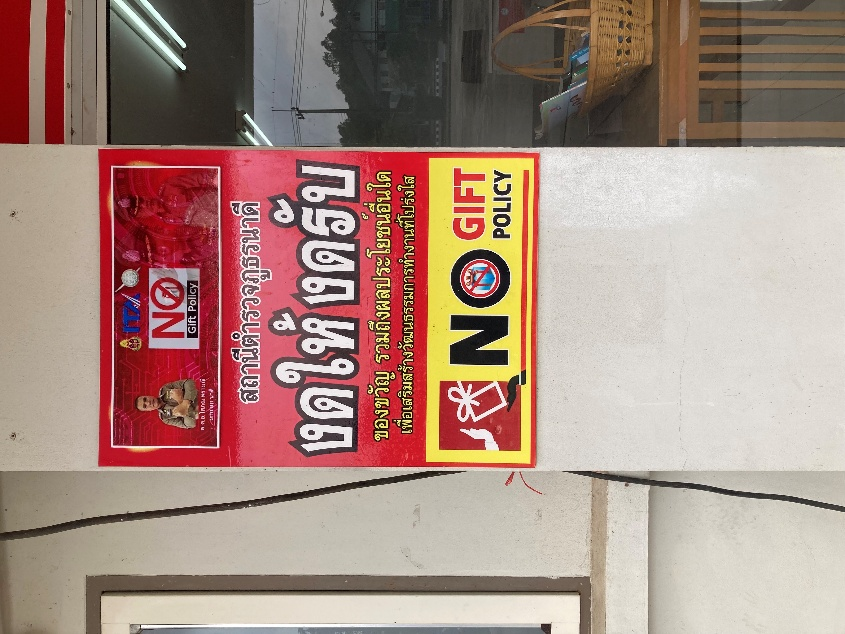 ITA
NO
Gift Policy
สถานีตำรวจภูธรนาดี
งดให้ งดรับ
ของขวัญ รวมถึงผลประโยชน์อื่นใด
เพื่อเสริมสร้างวัฒนธรรมการทำงานที่โปร่งใส
NO GIFT
POLICY